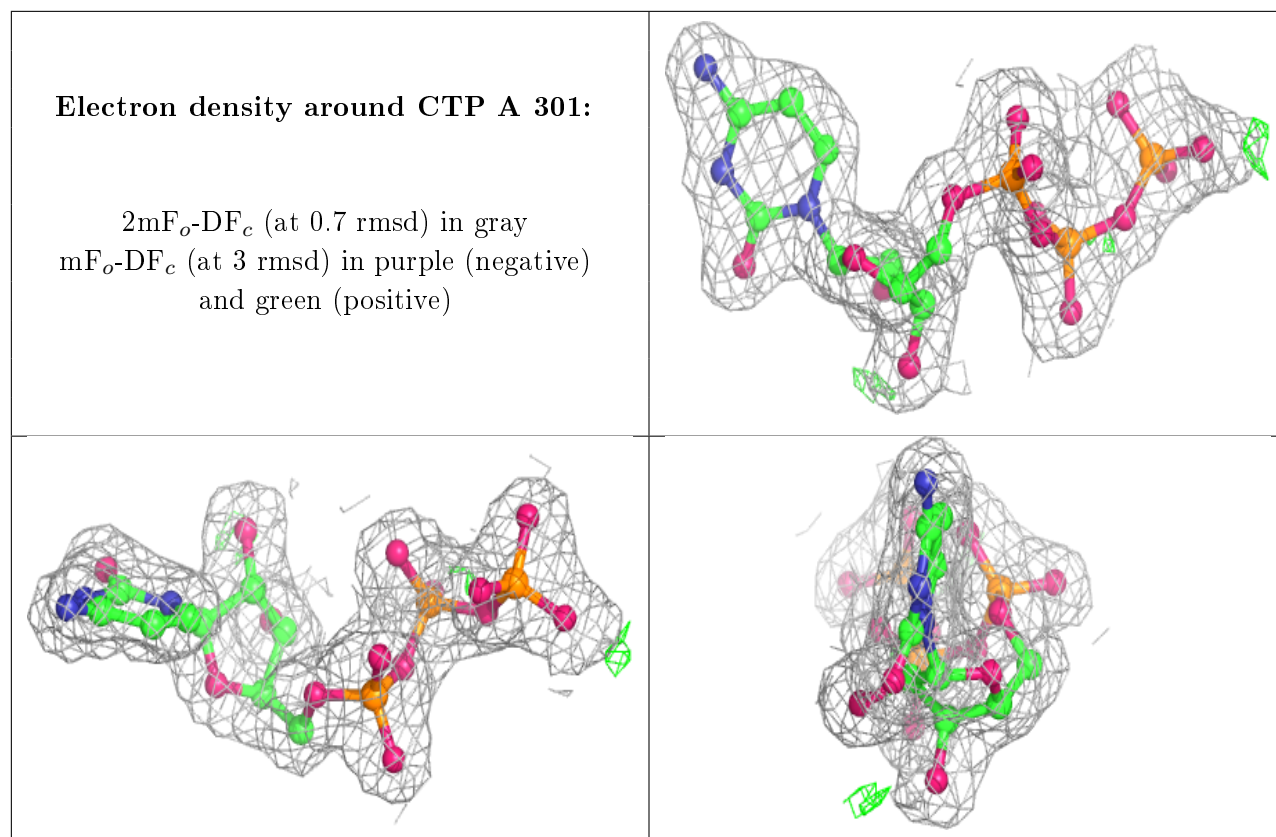 Electron density around CTP A 301:
2mFₒ-DF𝒸 (at 0.7 rmsd) in gray
mFₒ-DF𝒸 (at 3 rmsd) in purple (negative)
and green (positive)